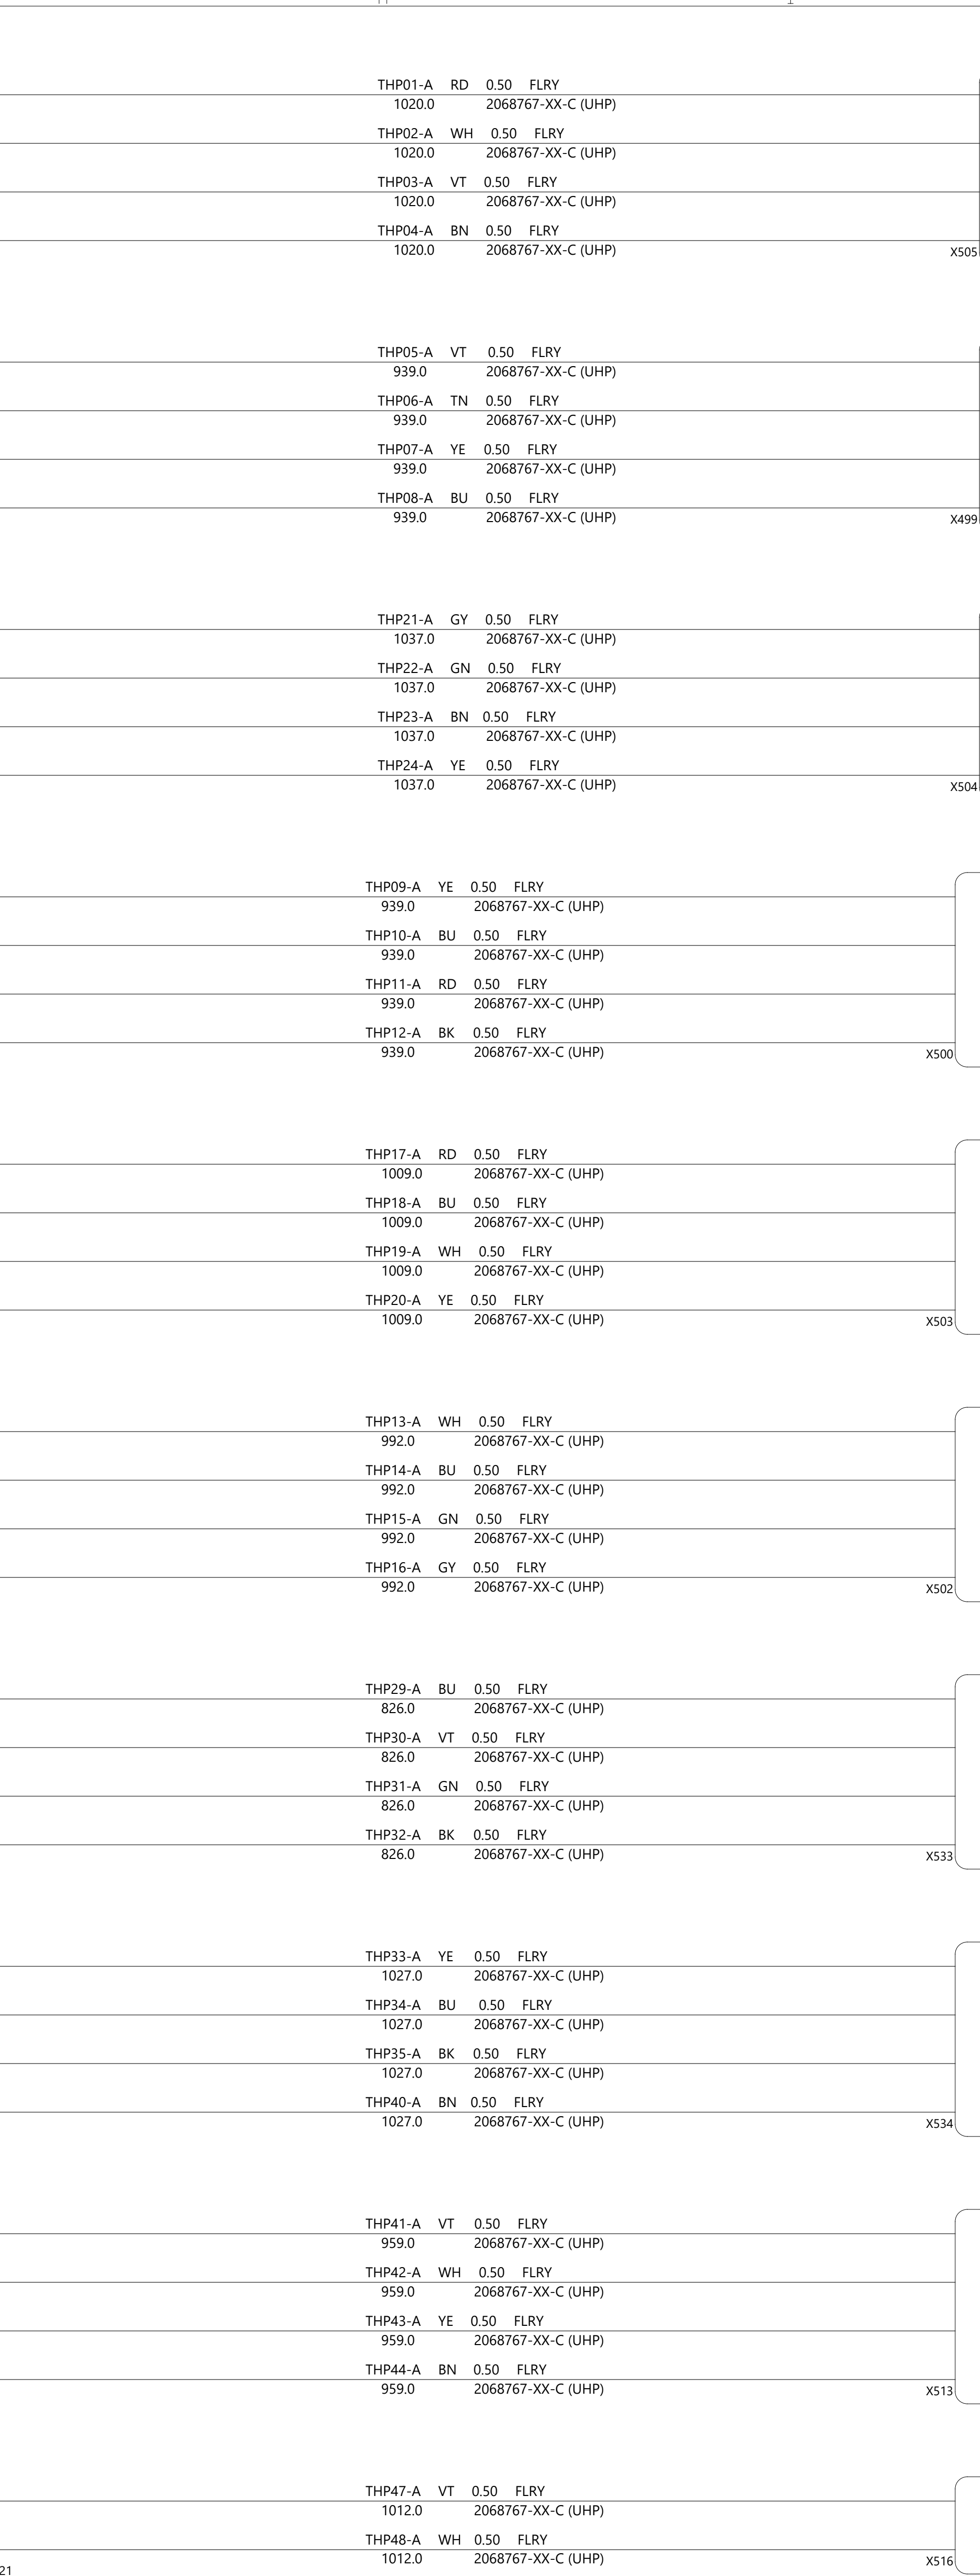 THP01-A RD 0.50 FLRY
1020.0 2068767-XX-C (UHP)
THP02-A WH 0.50 FLRY
1020.0 2068767-XX-C (UHP)
THP03-A VT 0.50 FLRY
1020.0 2068767-XX-C (UHP)
THP04-A BN 0.50 FLRY
1020.0 2068767-XX-C (UHP) X505
THP05-A VT 0.50 FLRY
939.0 2068767-XX-C (UHP)
THP06-A TN 0.50 FLRY
939.0 2068767-XX-C (UHP)
THP07-A YE 0.50 FLRY
939.0 2068767-XX-C (UHP)
THP08-A BU 0.50 FLRY
939.0 2068767-XX-C (UHP) X499
THP21-A GY 0.50 FLRY
1037.0 2068767-XX-C (UHP)
THP22-A GN 0.50 FLRY
1037.0 2068767-XX-C (UHP)
THP23-A BN 0.50 FLRY
1037.0 2068767-XX-C (UHP)
THP24-A YE 0.50 FLRY
1037.0 2068767-XX-C (UHP) X504
THP09-A YE 0.50 FLRY
939.0 2068767-XX-C (UHP)
THP10-A BU 0.50 FLRY
939.0 2068767-XX-C (UHP)
THP11-A RD 0.50 FLRY
939.0 2068767-XX-C (UHP)
THP12-A BK 0.50 FLRY
939.0 2068767-XX-C (UHP) X500
THP17-A RD 0.50 FLRY
1009.0 2068767-XX-C (UHP)
THP18-A BU 0.50 FLRY
1009.0 2068767-XX-C (UHP)
THP19-A WH 0.50 FLRY
1009.0 2068767-XX-C (UHP)
THP20-A YE 0.50 FLRY
1009.0 2068767-XX-C (UHP) X503
THP13-A WH 0.50 FLRY
992.0 2068767-XX-C (UHP)
THP14-A BU 0.50 FLRY
992.0 2068767-XX-C (UHP)
THP15-A GN 0.50 FLRY
992.0 2068767-XX-C (UHP)
THP16-A GY 0.50 FLRY
992.0 2068767-XX-C (UHP) X502
THP29-A BU 0.50 FLRY
826.0 2068767-XX-C (UHP)
THP30-A VT 0.50 FLRY
826.0 2068767-XX-C (UHP)
THP31-A GN 0.50 FLRY
826.0 2068767-XX-C (UHP)
THP32-A BK 0.50 FLRY
826.0 2068767-XX-C (UHP) X533
THP33-A YE 0.50 FLRY
1027.0 2068767-XX-C (UHP)
THP34-A BU 0.50 FLRY
1027.0 2068767-XX-C (UHP)
THP35-A BK 0.50 FLRY
1027.0 2068767-XX-C (UHP)
THP40-A BN 0.50 FLRY
1027.0 2068767-XX-C (UHP) X534
THP41-A VT 0.50 FLRY
959.0 2068767-XX-C (UHP)
THP42-A WH 0.50 FLRY
959.0 2068767-XX-C (UHP)
THP43-A YE 0.50 FLRY
959.0 2068767-XX-C (UHP)
THP44-A BN 0.50 FLRY
959.0 2068767-XX-C (UHP) X513
THP47-A VT 0.50 FLRY
1012.0 2068767-XX-C (UHP)
THP48-A WH 0.50 FLRY
1012.0 2068767-XX-C (UHP) X516
21